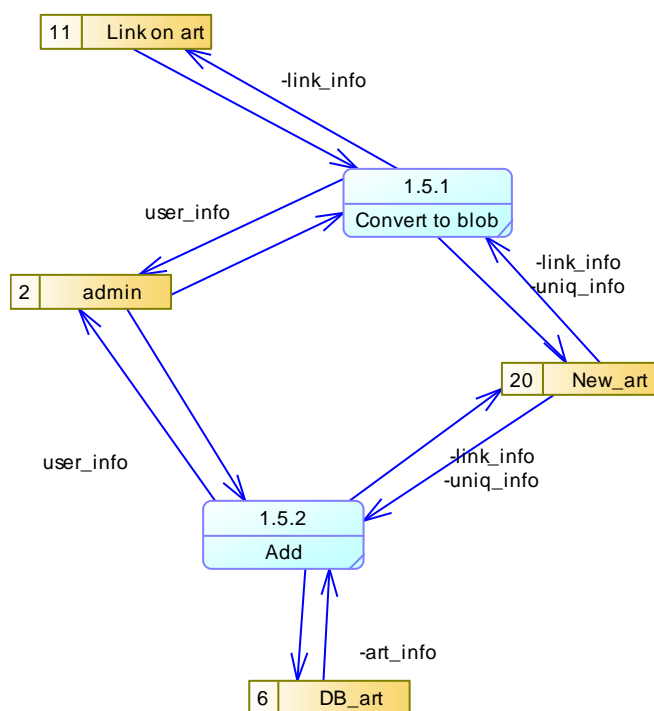 11 Link on art
-link_info
1.5.1
Convert to blob
user_info
-link_info
-uniq_info
2 admin
20 New_art
user_info
-link_info
-uniq_info
1.5.2
Add
-art_info
6 DB_art